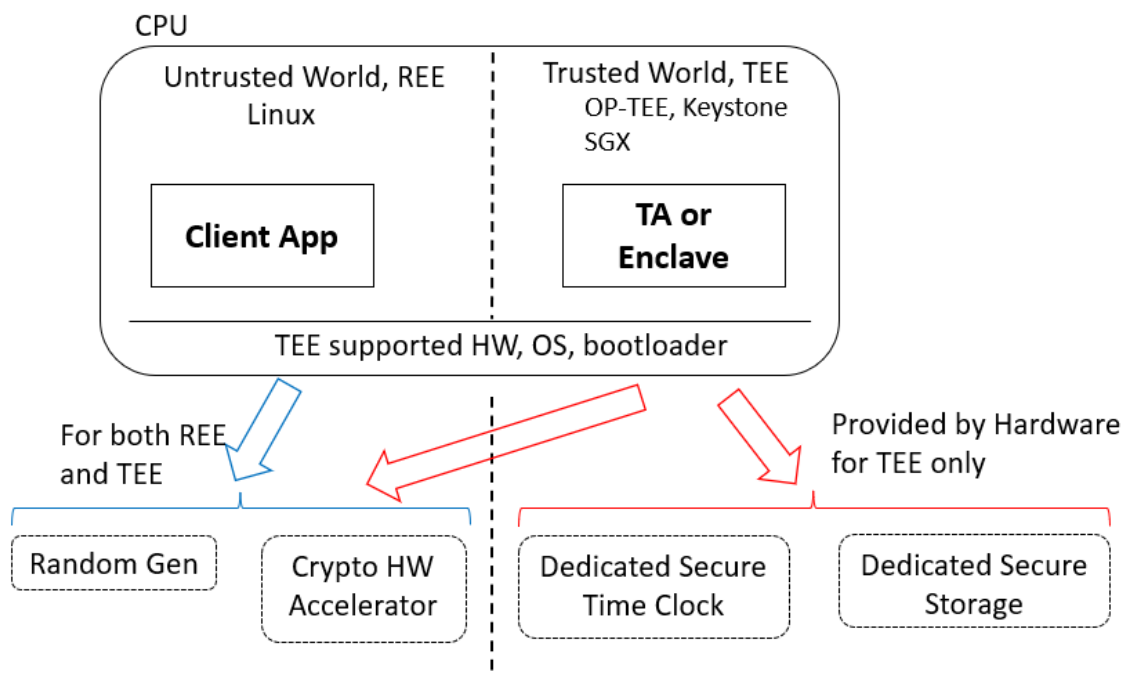 CPU
Untrusted World, REE
Linux
Trusted World, TEE
OP-TEE, Keystone
SGX
Client App
TA or
Enclave
TEE supported HW, OS, bootloader
For both REE
and TEE
Provided by Hardware
for TEE only
Random Gen
Crypto HW
Accelerator
Dedicated Secure
Time Clock
Dedicated Secure
Storage